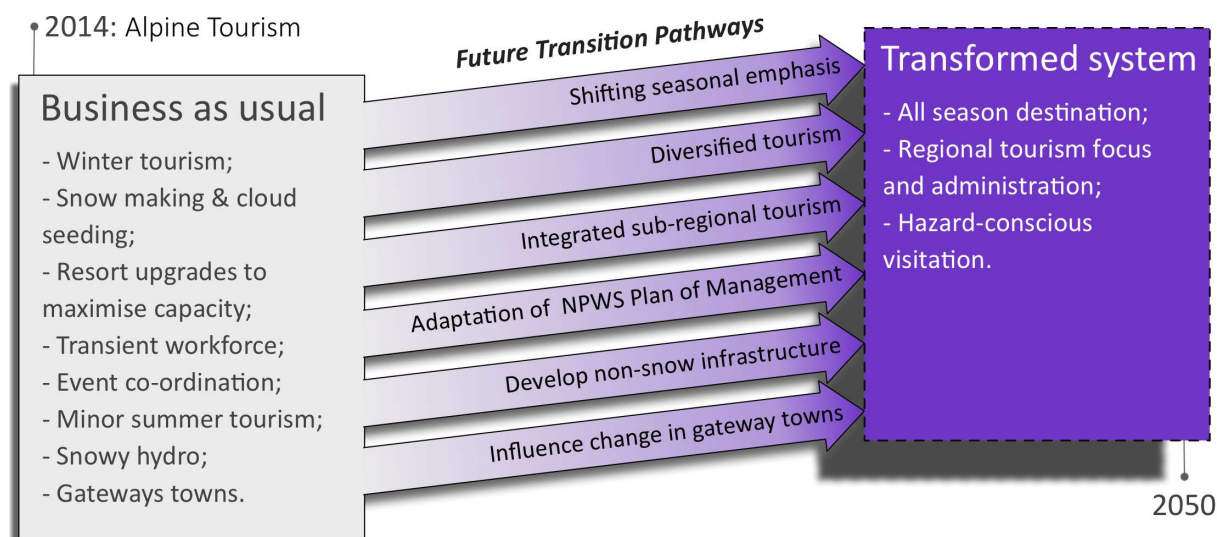 2014: Alpine Tourism
Business as usual
- Winter tourism;
- Snow making & cloud
seeding;
- Resort upgrades to
maximise capacity;
- Transient workforce;
- Event co-ordination;
- Minor summer tourism;
- Snowy hydro;
- Gateways towns.
Future Transition Pathways
Shifting seasonal emphasis
Diversified tourism
Integrated sub-regional tourism
Adaptation of NPWS Plan of Management
Develop non-snow infrastructure
Influence change in gateway towns
Transformed system
- All season destination;
- Regional tourism focus
and administration;
- Hazard-conscious
visitation.
2050